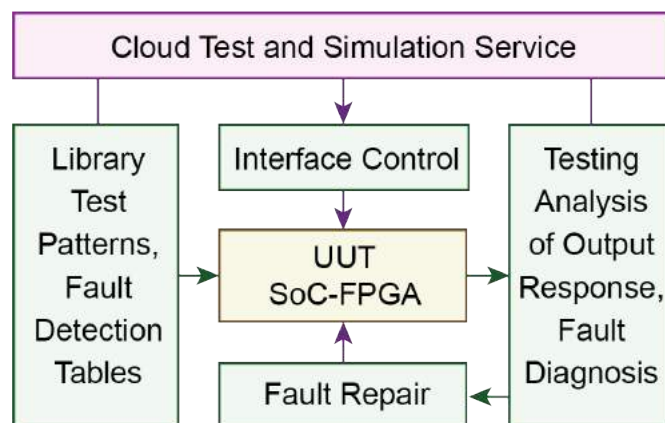 Cloud Test and Simulation Service
Library
Test
Patterns,
Fault
Detection
Tables
Interface Control
UUT
SoC-FPGA
Fault Repair
Testing
Analysis
of Output
Response,
Fault
Diagnosis